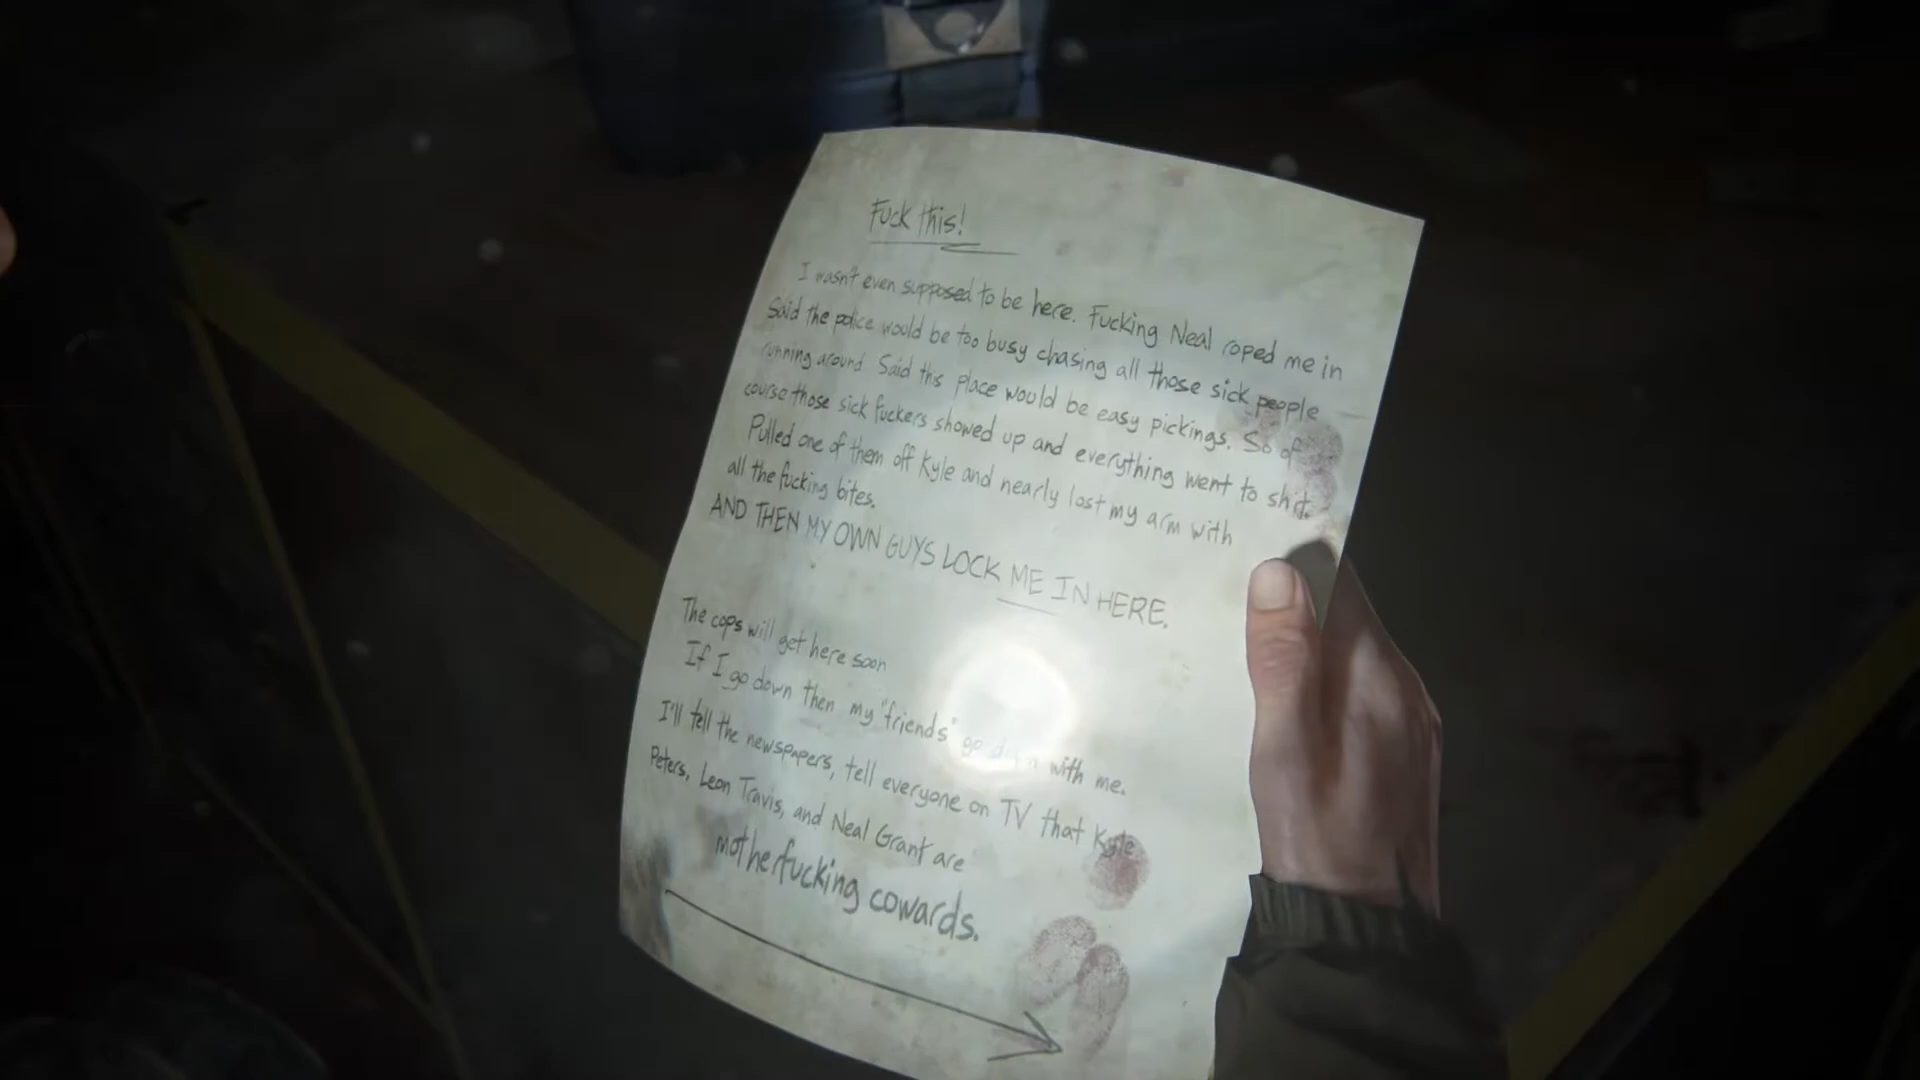 Fuck this!
I wasn't even supposed to be here. Fucking Neal roped me in
Said the police would be too busy chasing all those sick people
running around. Said this place would be easy pickings. So of
course those sick fuckers showed up and everything went to shit.
Pulled one of them off Kyle and nearly lost my arm with
all the fucking bites.
AND THEN MY OWN GUYS LOCK ME IN HERE.
The cops will get here soon
If I go down then my "friends" go down with me.
I'll tell the newspapers, tell everyone on TV that Kyle
Peters, Leon Travis, and Neal Grant are
motherfucking cowards.